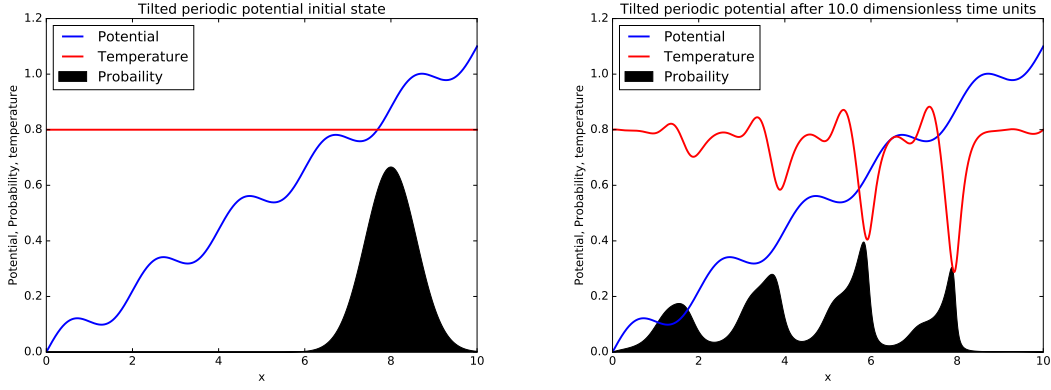 Tilted periodic potential initial state
1.2
1.0
0.8
0.6
0.4
0.2
0.0
Potential, Probability, temperature
Potential
Temperature
Probaility
0 2 4 6 8 10
x
Tilted periodic potential after 10.0 dimensionless time units
1.2
1.0
0.8
0.6
0.4
0.2
0.0
Potential, Probability, temperature
Potential
Temperature
Probaility
0 2 4 6 8 10
x